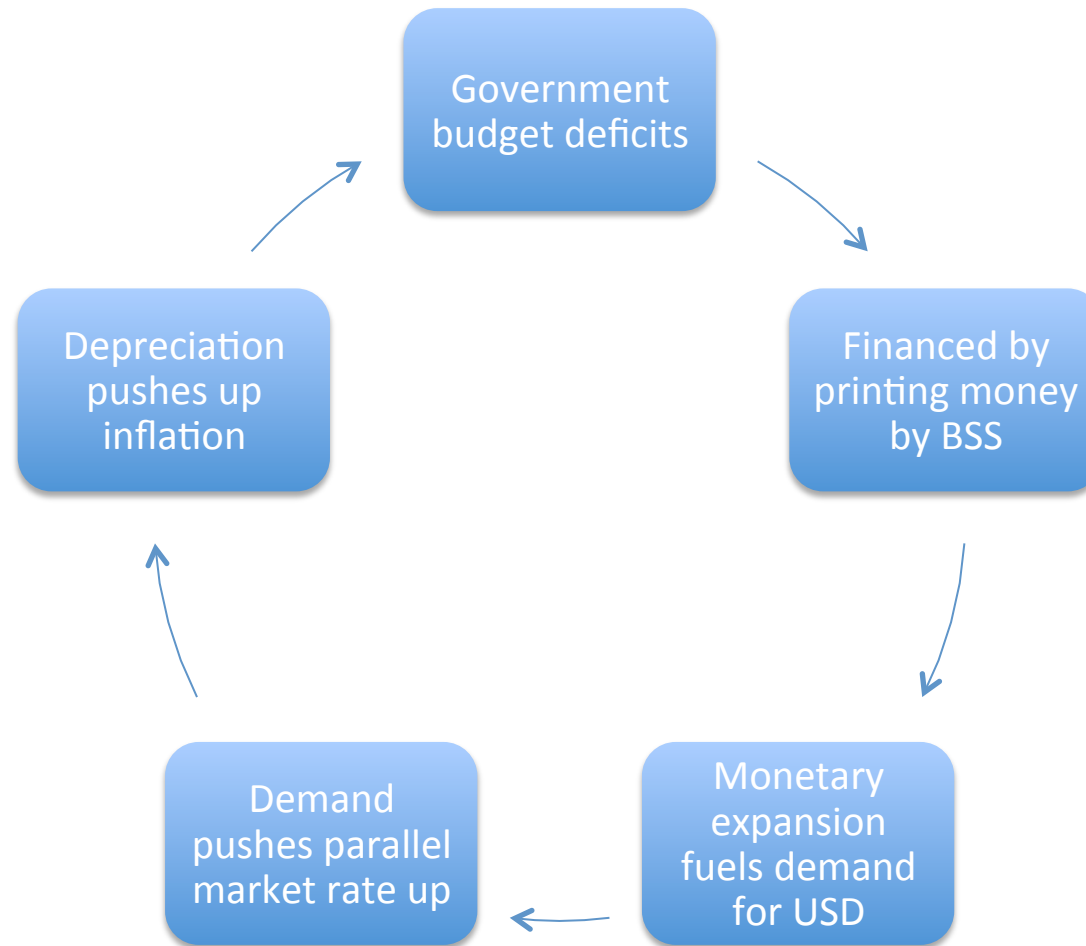 Government
budget deficits
Financed by
printing money
by BSS
Monetary
expansion
fuels demand
for USD
Demand
pushes parallel
market rate up
Depreciation
pushes up
inflation